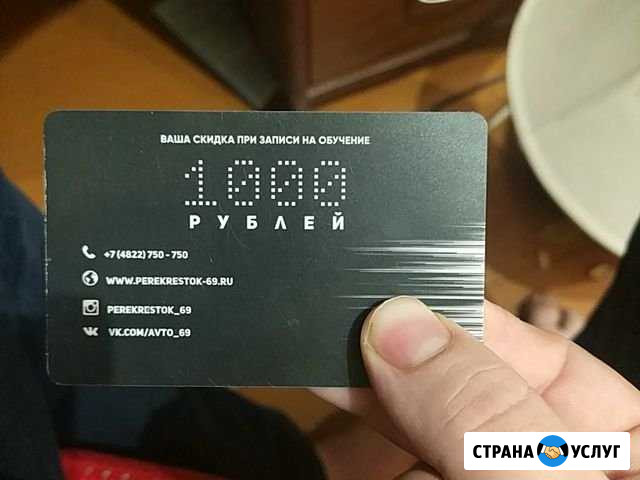 ВАША СКИДКА ПРИ ЗАПИСИ НА ОБУЧЕНИЕ
1000
РУБЛЕЙ
+7 (4822) 750 - 750
WWW.PEREKRESTOK-69.RU
PEREKRESTOK_69
VK.COM/AVTO_69
СТРАНА УСЛУГ